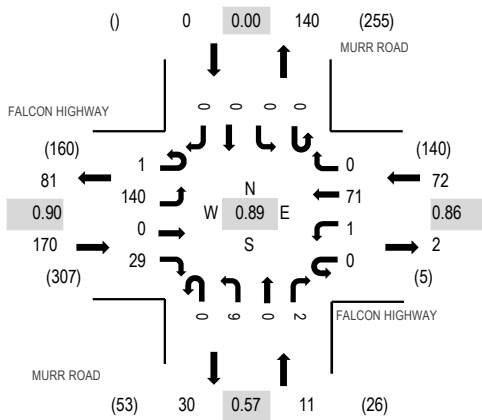 () 0 0.00 140 (255)
MURR ROAD
FALCON HIGHWAY
0 0 0 0
(160) (140)
1 0
81 72
140 N 71
0.90 W 0.89 E 0.86
0 1
170 S 2
29 0
(307) (5)
0 9 0 2
FALCON HIGHWAY
MURR ROAD
(53) 30 0.57 11 (26)